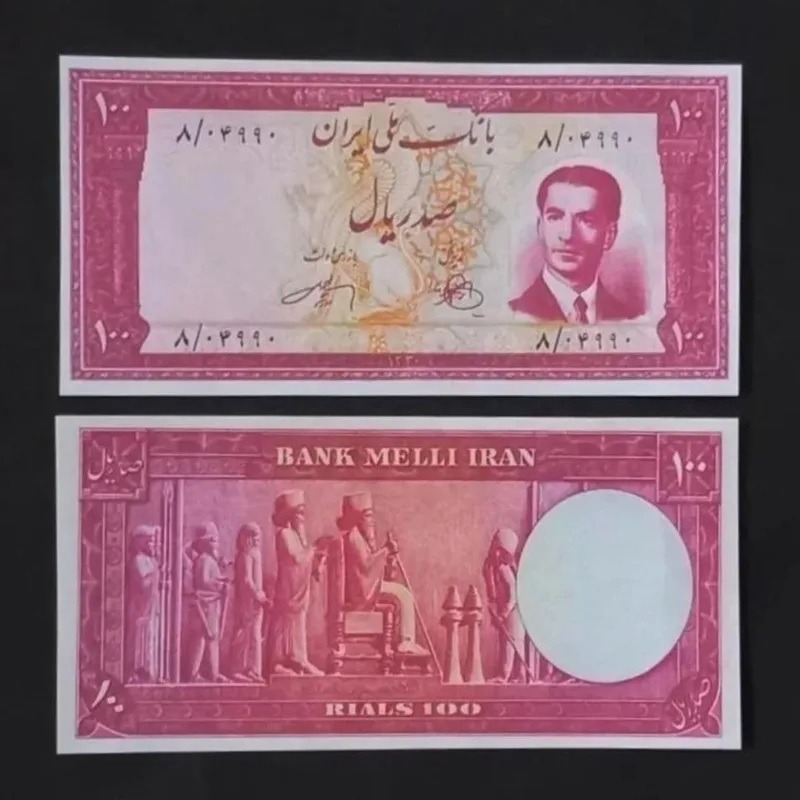 ۱۰۰ ۱۰۰
۸/۰۴۹۹۰ بانک ملی ایران ۸/۰۴۹۹۰
صد ریال
۸/۰۴۹۹۰ ۸/۰۴۹۹۰
۱۰۰ ۱۰۰
۱۳۳۰
صد ریال BANK MELLI IRAN ۱۰۰
۱۰۰ RIALS 100 صد ریال